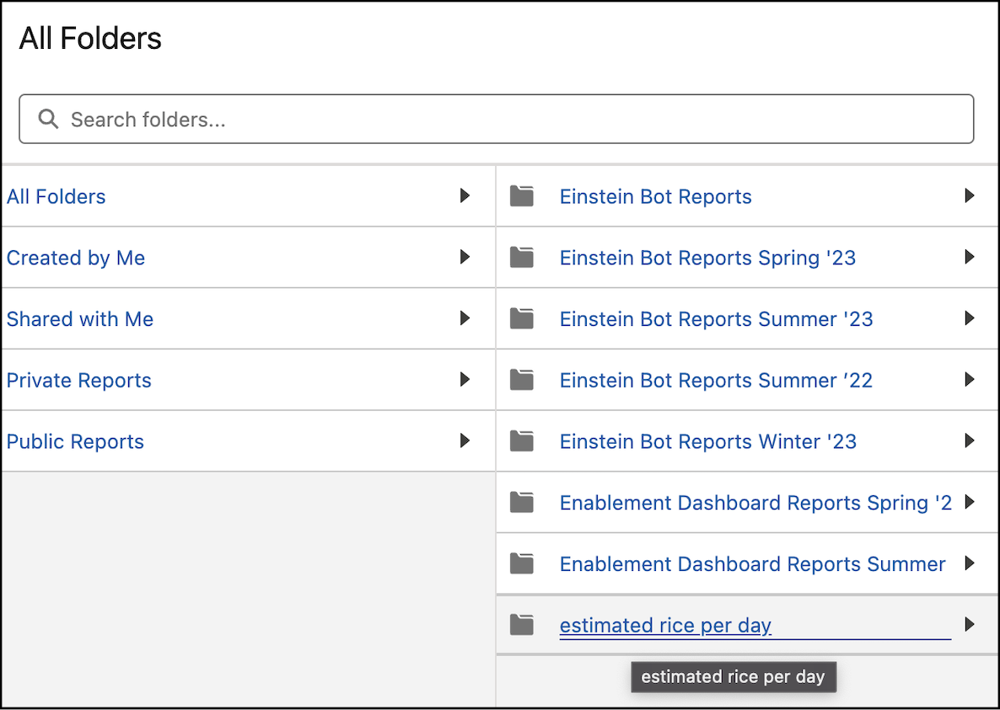 All Folders
Search folders...
All Folders
Created by Me
Shared with Me
Private Reports
Public Reports
Einstein Bot Reports
Einstein Bot Reports Spring '23
Einstein Bot Reports Summer '23
Einstein Bot Reports Summer ’22
Einstein Bot Reports Winter '23
Enablement Dashboard Reports Spring '2
Enablement Dashboard Reports Summer
estimated rice per day
estimated rice per day